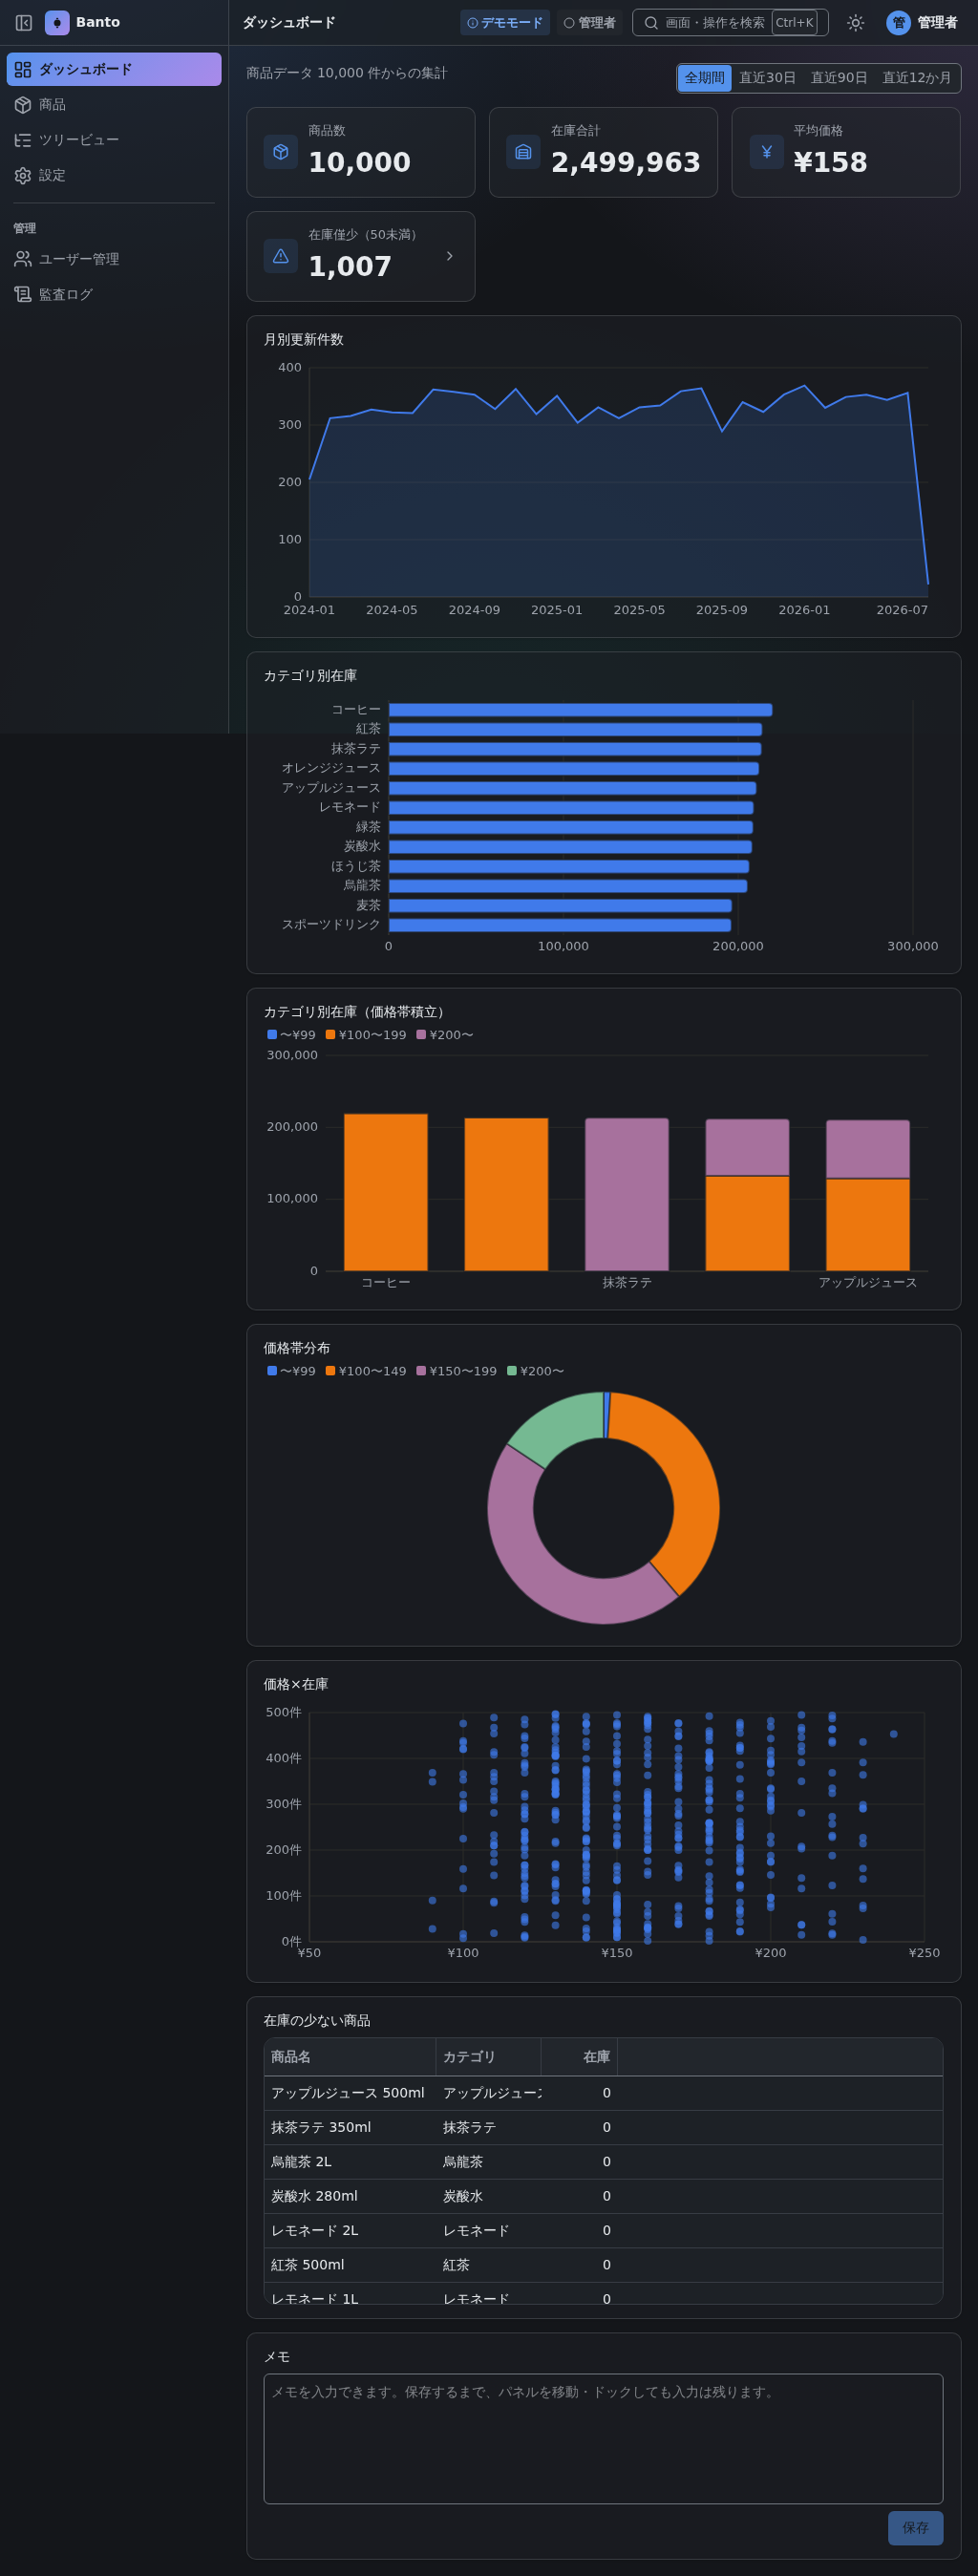 Banto
ダッシュボード
デモモード
管理者
画面・操作を検索 Ctrl+K
管 管理者
ダッシュボード
商品
ツリービュー
設定
管理
ユーザー管理
監査ログ
商品データ 10,000 件からの集計
全期間 直近30日 直近90日 直近12か月
商品数
10,000
在庫合計
2,499,963
平均価格
¥158
在庫僅少（50未満）
1,007
月別更新件数
400
300
200
100
0
2024-01 2024-05 2024-09 2025-01 2025-05 2025-09 2026-01 2026-07
カテゴリ別在庫
コーヒー
紅茶
抹茶ラテ
オレンジジュース
アップルジュース
レモネード
緑茶
炭酸水
ほうじ茶
烏龍茶
麦茶
スポーツドリンク
0 100,000 200,000 300,000
カテゴリ別在庫（価格帯積立）
〜¥99 ¥100〜199 ¥200〜
300,000
200,000
100,000
0
コーヒー 抹茶ラテ アップルジュース
価格帯分布
〜¥99 ¥100〜149 ¥150〜199 ¥200〜
価格×在庫
500件
400件
300件
200件
100件
0件
¥50 ¥100 ¥150 ¥200 ¥250
在庫の少ない商品
商品名 カテゴリ 在庫
アップルジュース 500ml アップルジュース 0
抹茶ラテ 350ml 抹茶ラテ 0
烏龍茶 2L 烏龍茶 0
炭酸水 280ml 炭酸水 0
レモネード 2L レモネード 0
紅茶 500ml 紅茶 0
レモネード 1L レモネード 0
メモ
メモを入力できます。保存するまで、パネルを移動・ドックしても入力は残ります。
保存